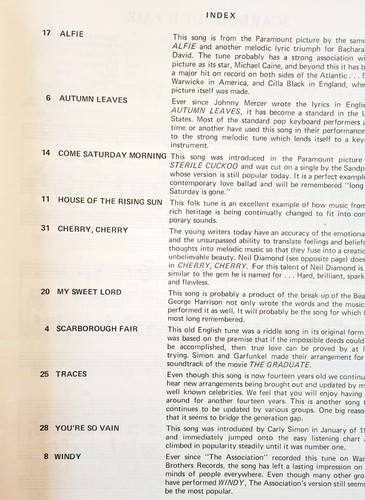 INDEX
17 ALFIE This song is from the Paramount picture by the same
ALFIE and another melodic lyric triumph for Bachara
David. The tune probably has a strong association wi
picture as its star, Michael Caine, and beyond this it has b
a major hit on record on both sides of the Atlantic . . . D
Warwicke in America, and Cilla Black in England, whe
picture itself was made.
6 AUTUMN LEAVES Ever since Johnny Mercer wrote the lyrics in Englis
AUTUMN LEAVES, it has become a standard in the U
States. Most of the standard pop keyboard performers a
time or another have used this song in their performance
to the strong melodic tune which lends itself to a key
instrument.
14 COME SATURDAY MORNING This song was introduced in the Paramount picture
STERILE CUCKOO and was cut on a single by the Sandp
whose version is still popular today. It is a perfect examp
contemporary love ballad and will be remembered "long
Saturday is gone."
11 HOUSE OF THE RISING SUN This folk tune is an excellent example of how music from
rich heritage is being continually changed to fit into con
porary sounds.
31 CHERRY, CHERRY The young writers today have an accuracy of the emotiona
and the unsurpassed ability to translate feelings and beliefs
thoughts into melodic music so that they fuse into a creatio
unbelievable beauty. Neil Diamond (see opposite page) does
in CHERRY, CHERRY. For this talent of Neil Diamond is
similar to the gem he is named for . . . Hard, brilliant, spark
and flawless.
20 MY SWEET LORD This song is probably a product of the break-up of the Bea
George Harrison not only wrote the words and the music
performed it as well. It will probably be the song for which h
most long remembered.
4 SCARBOROUGH FAIR This old English tune was a riddle song in its original form
was based on the premise that if the impossible deeds could
be accomplished, then true love can be proved by at l
trying. Simon and Garfunkel made their arrangement for
soundtrack of the movie THE GRADUATE.
25 TRACES Even though this song is now fourteen years old we continu
hear new arrangements being brought out and updated by m
well known celebrities. We feel that you will enjoy having
around for another fourteen years. This is another song t
continues to be updated by various groups. One big reaso
that it seems to bridge the generation gap.
28 YOU'RE SO VAIN This song was introduced by Carly Simon in January of 19
and immediately jumped onto the easy listening chart a
climbed in popularity steadily until it was number one.
8 WINDY Ever since "The Association" recorded this tune on War
Brothers Records, the song has left a lasting impression on
minds of people everywhere. Even though many other grou
have performed WINDY, The Association's version still seems
be the most popular.